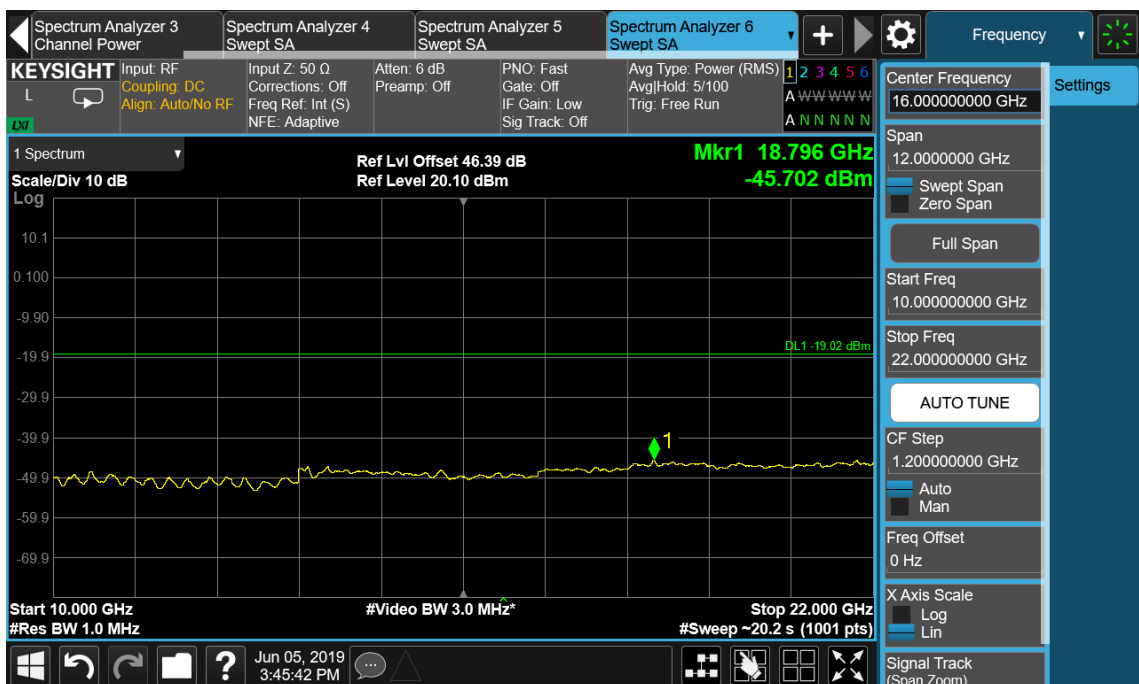 Spectrum Analyzer 3
Channel Power
Spectrum Analyzer 4
Swept SA
Spectrum Analyzer 5
Swept SA
Spectrum Analyzer 6
Swept SA
+
Frequency
KEYSIGHT
L
LXI
Input: RF
Coupling: DC
Align: Auto/No RF
Input Z: 50 Ω
Corrections: Off
Freq Ref: Int (S)
NFE: Adaptive
Atten: 6 dB
Preamp: Off
PNO: Fast
Gate: Off
IF Gain: Low
Sig Track: Off
Avg Type: Power (RMS)
Avg|Hold: 5/100
Trig: Free Run
1 2 3 4 5 6
A W W W W W
A N N N N N
1 Spectrum
Scale/Div 10 dB
Log
Ref Lvl Offset 46.39 dB
Ref Level 20.10 dBm
Mkr1 18.796 GHz
-45.702 dBm
10.1
0.100
-9.90
-19.9
-29.9
-39.9
-49.9
-59.9
-69.9
DL1 -19.02 dBm
1
Start 10.000 GHz
#Res BW 1.0 MHz
#Video BW 3.0 MHz*
Stop 22.000 GHz
#Sweep ~20.2 s (1001 pts)
Center Frequency
16.000000000 GHz
Span
12.0000000 GHz
Swept Span
Zero Span
Full Span
Start Freq
10.000000000 GHz
Stop Freq
22.000000000 GHz
AUTO TUNE
CF Step
1.200000000 GHz
Auto
Man
Freq Offset
0 Hz
X Axis Scale
Log
Lin
Signal Track
(Span Zoom)
Settings
?
Jun 05, 2019
3:45:42 PM